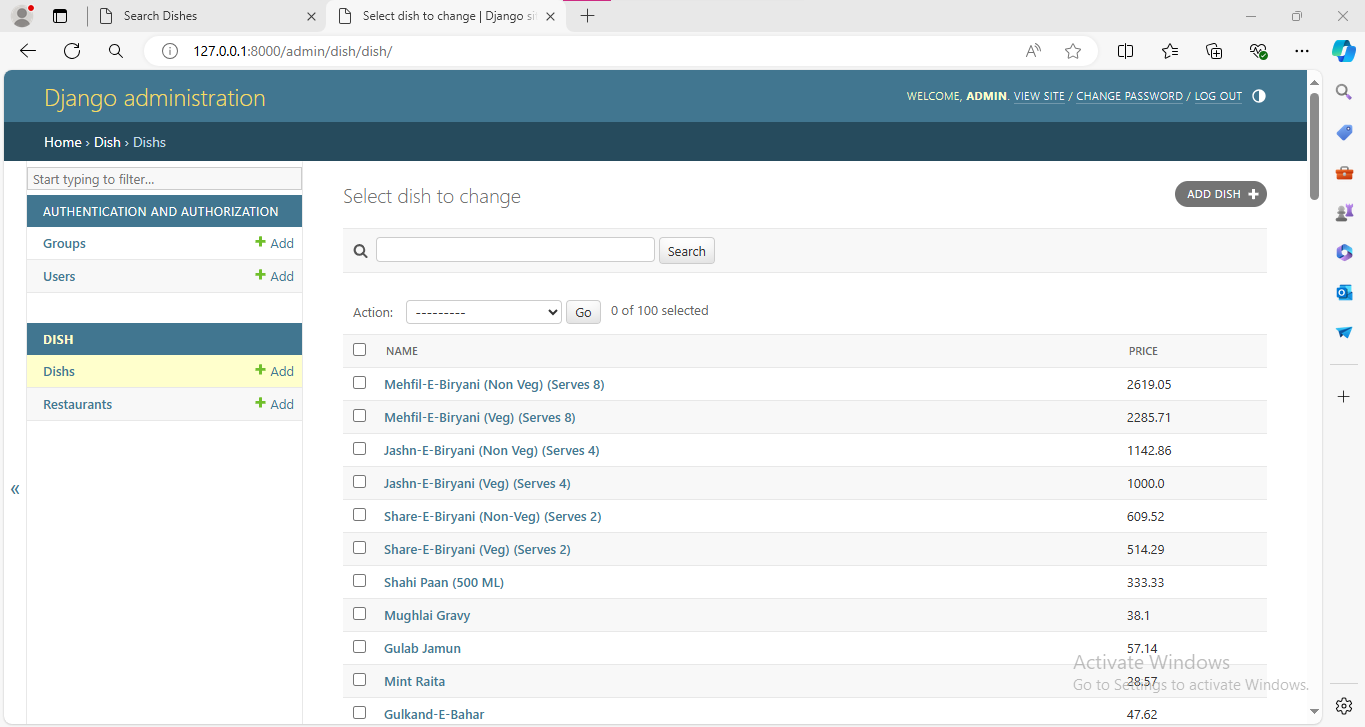 Search Dishes
Select dish to change | Django si
127.0.0.1:8000/admin/dish/dish/
Django administration
WELCOME, ADMIN. VIEW SITE / CHANGE PASSWORD / LOG OUT
Home › Dish › Dishs
Start typing to filter...
AUTHENTICATION AND AUTHORIZATION
Groups + Add
Users + Add
DISH
Dishs + Add
Restaurants + Add
«
Select dish to change
ADD DISH +
Search
Action: --------- Go 0 of 100 selected
NAME PRICE
Mehfil-E-Biryani (Non Veg) (Serves 8) 2619.05
Mehfil-E-Biryani (Veg) (Serves 8) 2285.71
Jashn-E-Biryani (Non Veg) (Serves 4) 1142.86
Jashn-E-Biryani (Veg) (Serves 4) 1000.0
Share-E-Biryani (Non-Veg) (Serves 2) 609.52
Share-E-Biryani (Veg) (Serves 2) 514.29
Shahi Paan (500 ML) 333.33
Mughlai Gravy 38.1
Gulab Jamun 57.14
Mint Raita 28.57
Gulkand-E-Bahar 47.62
Activate Windows
Go to Settings to activate Windows.